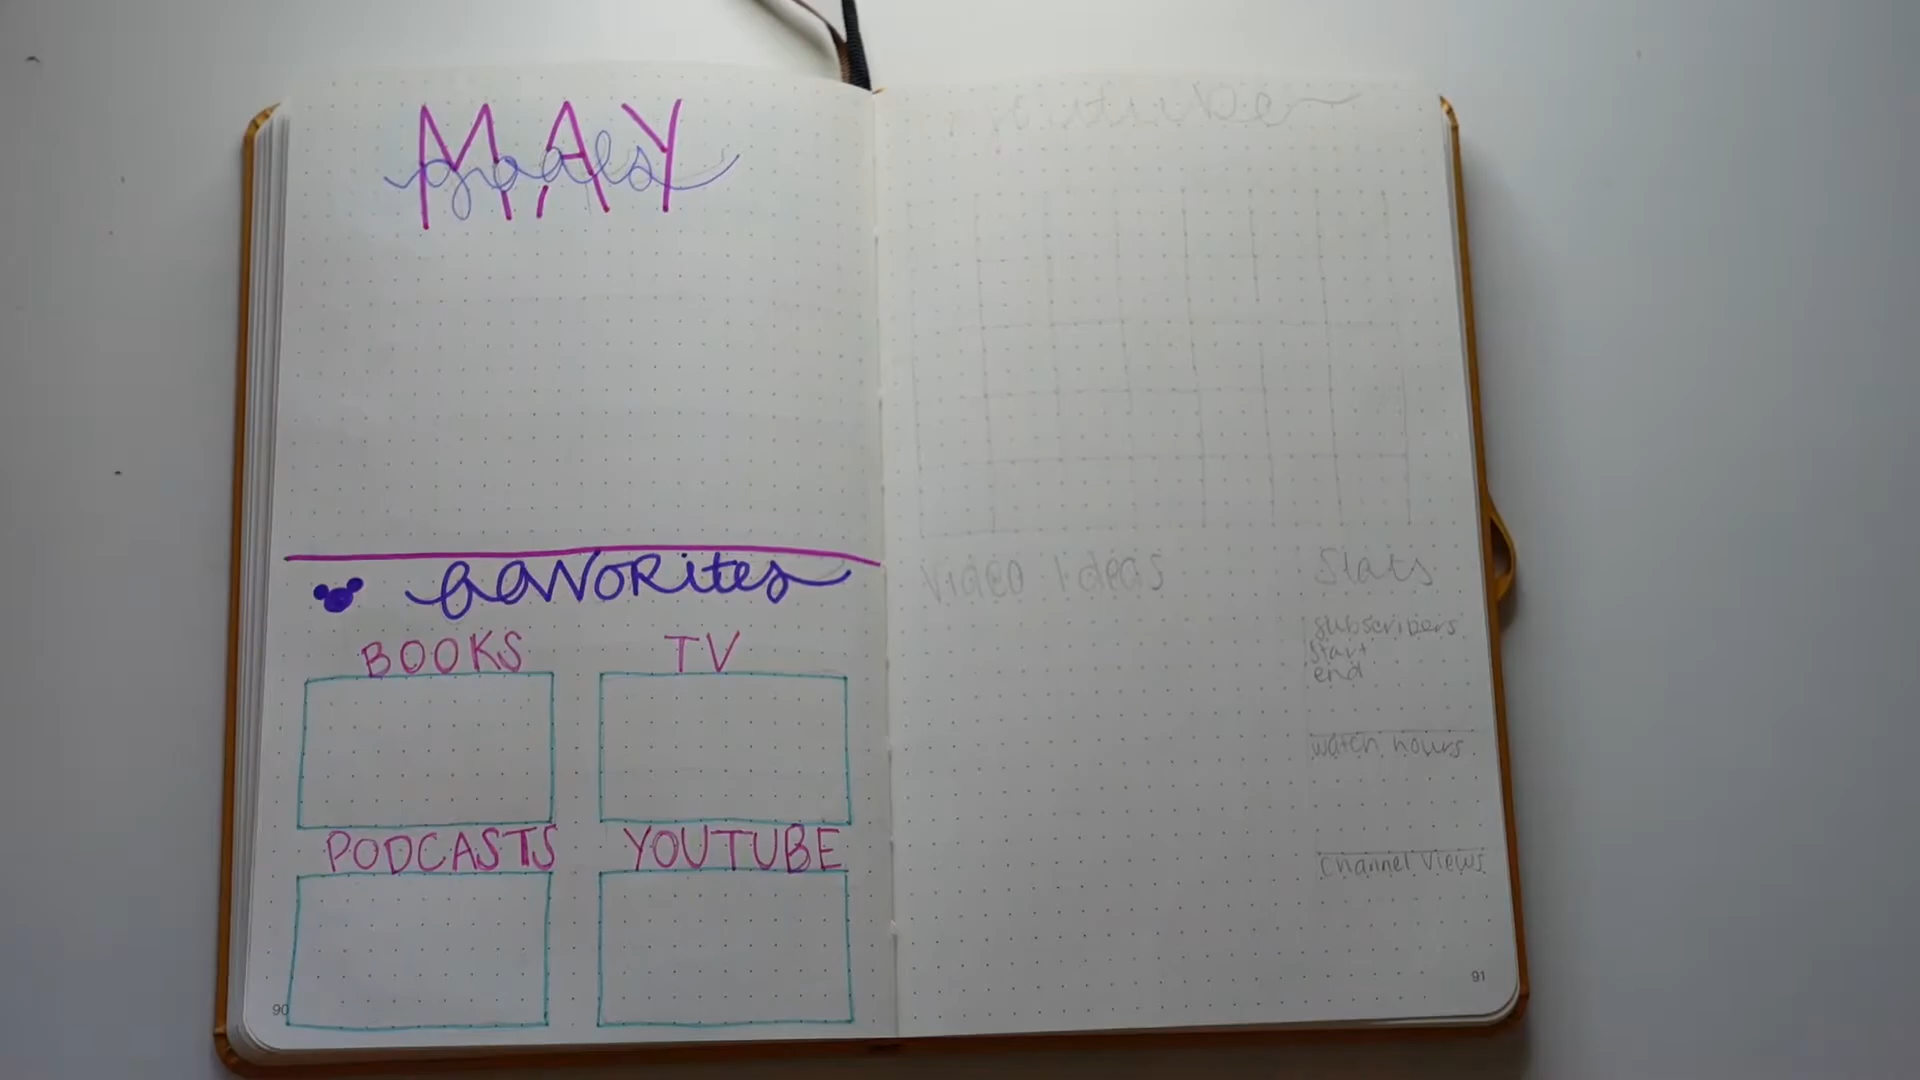 MAY
goals
favorites
BOOKS
TV
PODCASTS
YOUTUBE
90
Youtube
Video Ideas
Stats
subscribers
start
end
watch hours
channel views
91